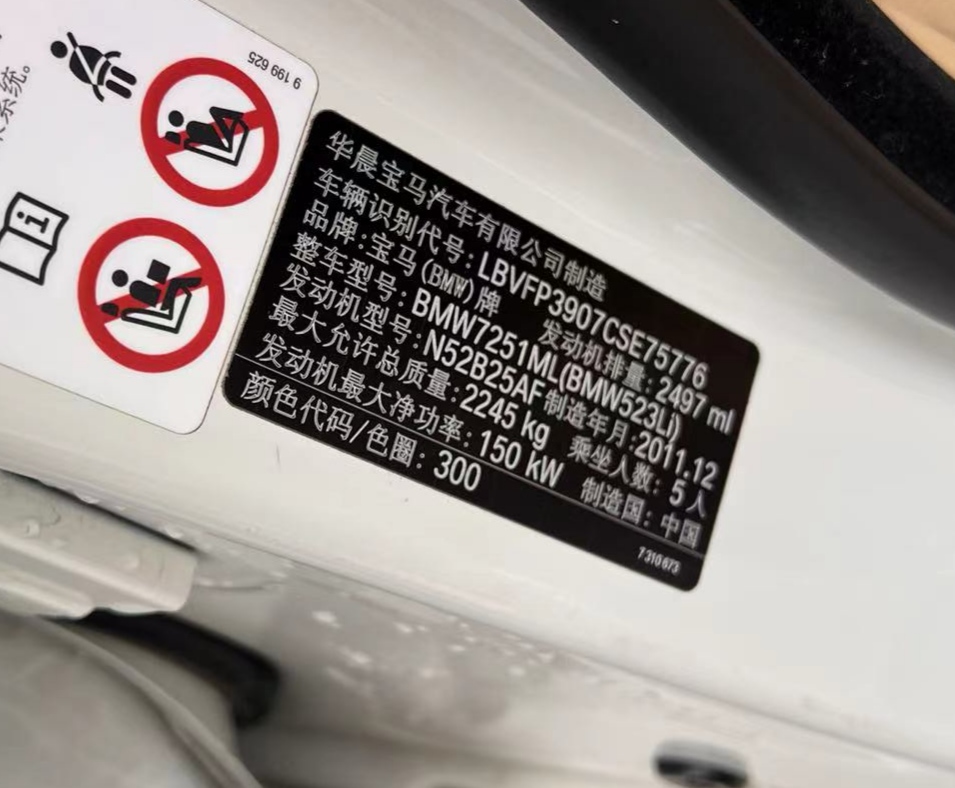 系统。
9 199 625
华晨宝马汽车有限公司制造
车辆识别代号: LBVFP3907CSE75776
品牌: 宝马(BMW)牌 发动机排量: 2497 ml
整车型号: BMW7251ML(BMW523Li)
发动机型号: N52B25AF 制造年月: 2011.12
最大允许总质量: 2245 kg 乘坐人数: 5人
发动机最大净功率: 150 kW 制造国: 中国
颜色代码/色圈: 300
7 310 673